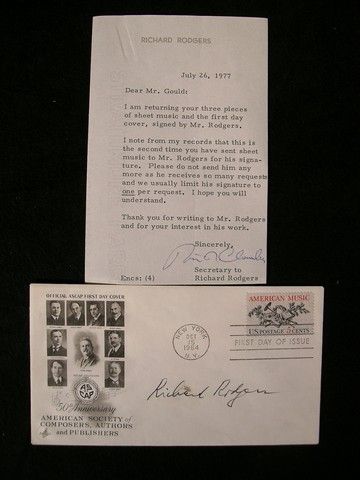 RICHARD RODGERS
July 26, 1977
Dear Mr. Gould:
I am returning your three pieces
of sheet music and the first day
cover, signed by Mr. Rodgers.
I note from my records that this is
the second time you have sent sheet
music to Mr. Rodgers for his signa-
ture. Please do not send him any
more as he receives so many requests
and we usually limit his signature to
one per request. I hope you will
understand.
Thank you for writing to Mr. Rodgers
and for your interest in his work.
Sincerely,
Secretary to
Richard Rodgers
Encs: (4)
OFFICIAL ASCAP FIRST DAY COVER
ASCAP
50th Anniversary
AMERICAN SOCIETY of
COMPOSERS, AUTHORS
and PUBLISHERS
NEW YORK
OCT
1964
N.Y.
AMERICAN MUSIC
U.S. POSTAGE 5 CENTS
FIRST DAY OF ISSUE
Richard Rodgers